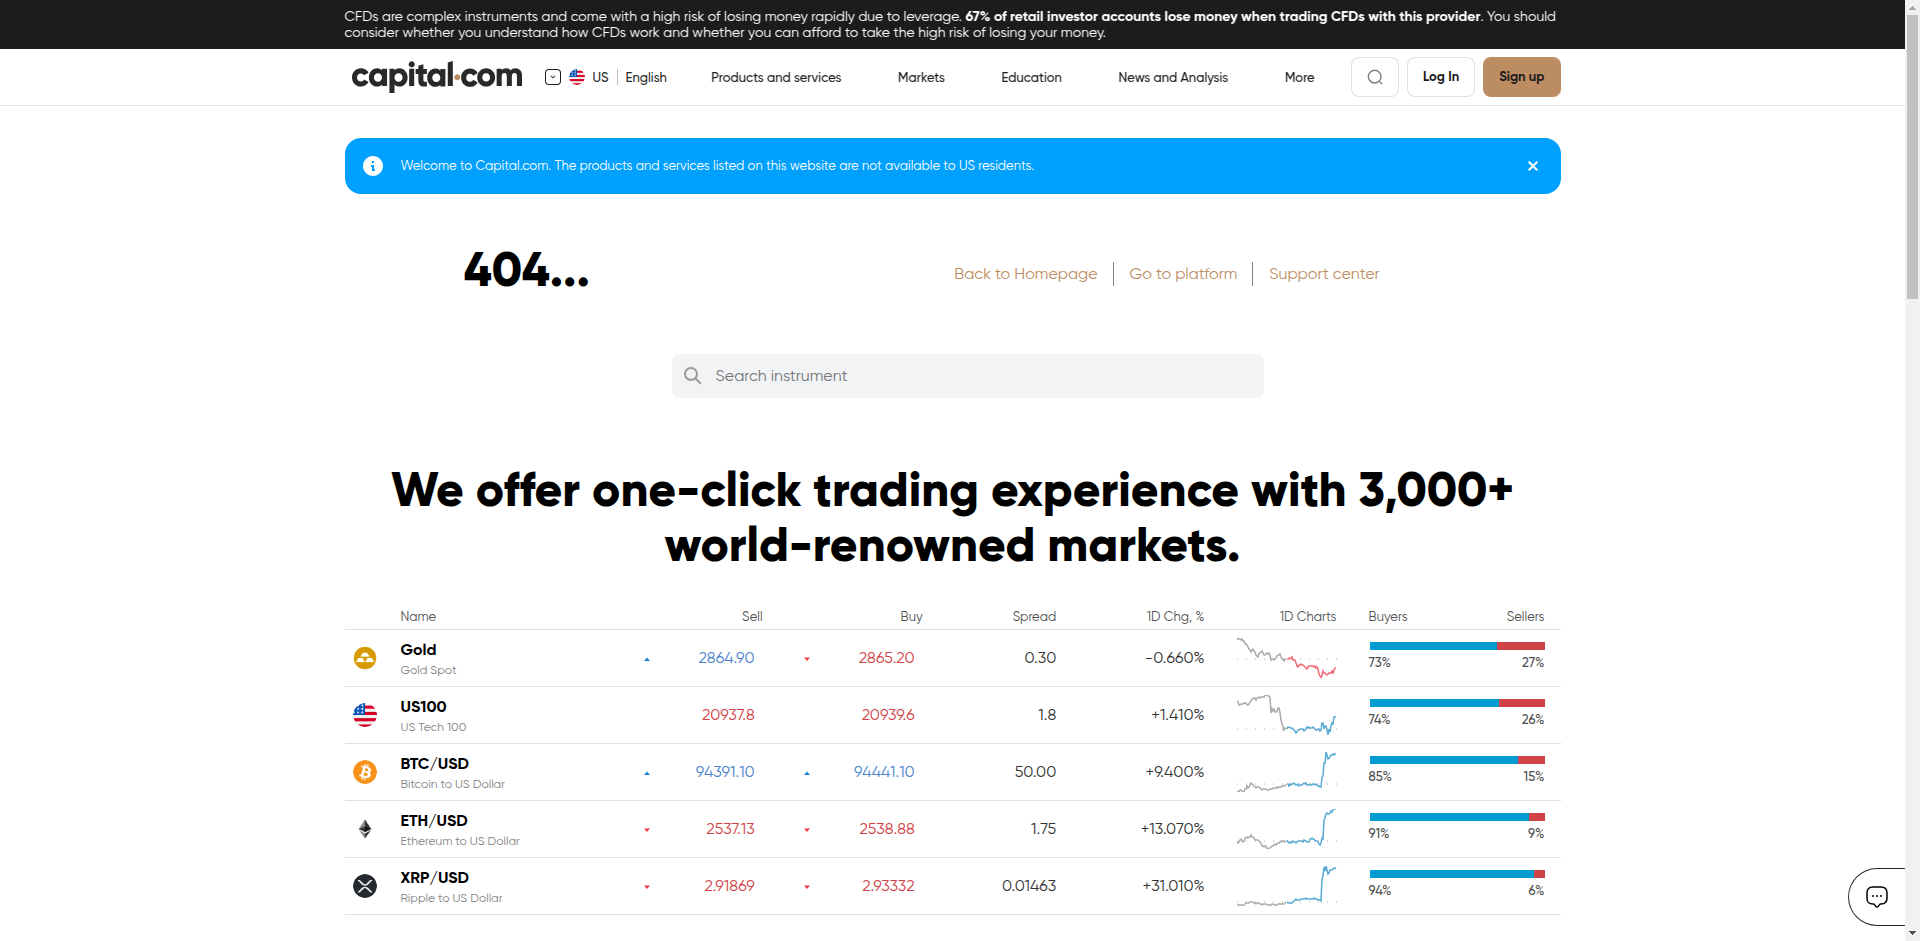 CFDs are complex instruments and come with a high risk of losing money rapidly due to leverage. 67% of retail investor accounts lose money when trading CFDs with this provider. You should
consider whether you understand how CFDs work and whether you can afford to take the high risk of losing your money.
capital.com US English Products and services Markets Education News and Analysis More Log In Sign up
Welcome to Capital.com. The products and services listed on this website are not available to US residents.
404... Back to Homepage Go to platform Support center
Search instrument
We offer one-click trading experience with 3,000+
world-renowned markets.
Name Sell Buy Spread 1D Chg, % 1D Charts Buyers Sellers
Gold 2864.90 2865.20 0.30 -0.660% 73% 27%
Gold Spot
US100 20937.8 20939.6 1.8 +1.410% 74% 26%
US Tech 100
BTC/USD 94391.10 94441.10 50.00 +9.400% 85% 15%
Bitcoin to US Dollar
ETH/USD 2537.13 2538.88 1.75 +13.070% 91% 9%
Ethereum to US Dollar
XRP/USD 2.91869 2.93332 0.01463 +31.010% 94% 6%
Ripple to US Dollar